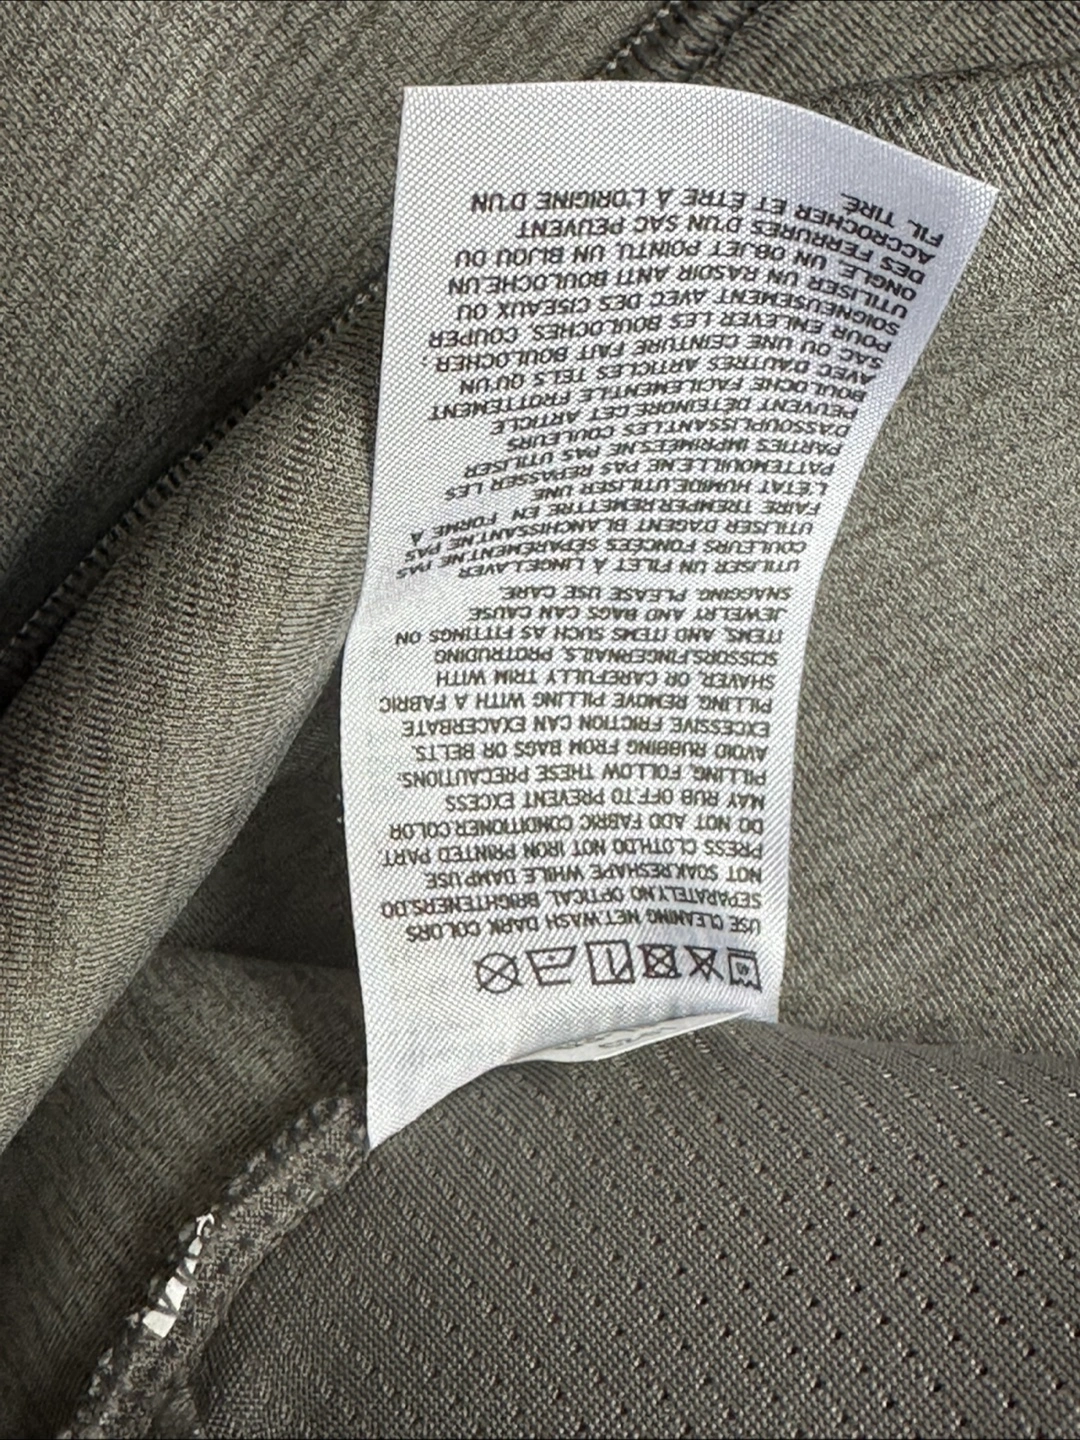 40
USE CLEANING NET.WASH DARK COLORS
SEPARATELY.NO OPTICAL BRIGHTENERS.DO
NOT SOAK.RESHAPE WHILE DAMP.USE
PRESS CLOTH.DO NOT IRON PRINTED PART.
DO NOT ADD FABRIC CONDITIONER.COLOR
MAY RUB OFF.TO PREVENT EXCESS
PILLING, FOLLOW THESE PRECAUTIONS:
AVOID RUBBING FROM BAGS OR BELTS.
EXCESSIVE FRICTION CAN EXACERBATE
PILLING. REMOVE PILLING WITH A FABRIC
SHAVER, OR CAREFULLY TRIM WITH
SCISSORS.FINGERNAILS, PROTRUDING
ITEMS, AND ITEMS SUCH AS FITTINGS ON
JEWELRY AND BAGS CAN CAUSE
SNAGGING. PLEASE USE CARE.
UTILISER UN FILET À LINGE.LAVER
COULEURS FONCÉES SÉPARÉMENT.NE PAS
UTILISER D'AGENT BLANCHISSANT.NE PAS
FAIRE TREMPER.REMETTRE EN FORME À
L'ÉTAT HUMIDE.UTILISER UNE
PATTEMOUILLE.NE PAS REPASSER LES
PARTIES IMPRIMÉES.NE PAS UTILISER
D'ASSOUPLISSANT.LES COULEURS
PEUVENT DÉTEINDRE.CET ARTICLE
BOULOCHE FACILEMENT.LE FROTTEMENT
AVEC D'AUTRES ARTICLES TELS QU'UN
SAC OU UNE CEINTURE FAIT BOULOCHER ;
POUR ENLEVER LES BOULOCHES, COUPER
SOIGNEUSEMENT AVEC DES CISEAUX OU
UTILISER UN RASOIR ANTI BOULOCHE.UN
ONGLE, UN OBJET POINTU, UN BIJOU OU
DES FERRURES D'UN SAC PEUVENT
ACCROCHER ET ÊTRE À L'ORIGINE D'UN
FIL TIRÉ.